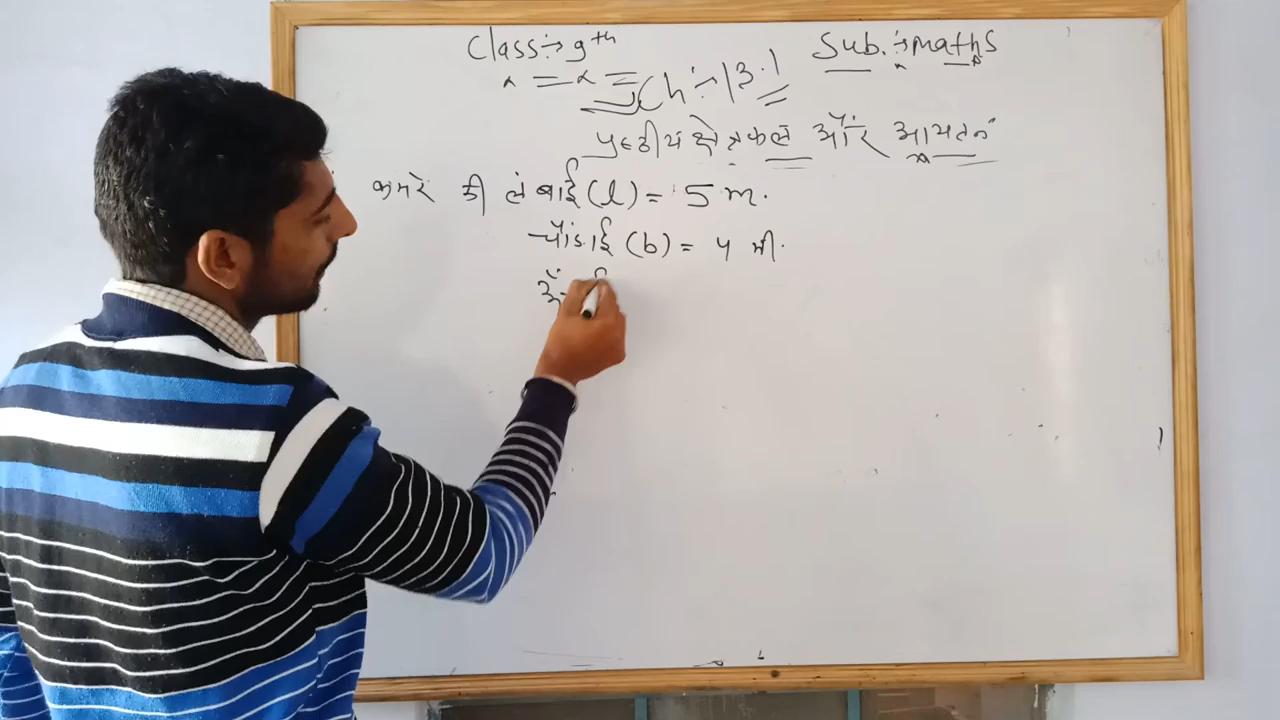 Class:- 9th
Sub.:- Maths
Ch:- 13.1
पृष्ठीय क्षेत्रफल और आयतन
कमरे की लंबाई (l) = 5 m.
चौडाई (b) = 4 मी.
ऊँ